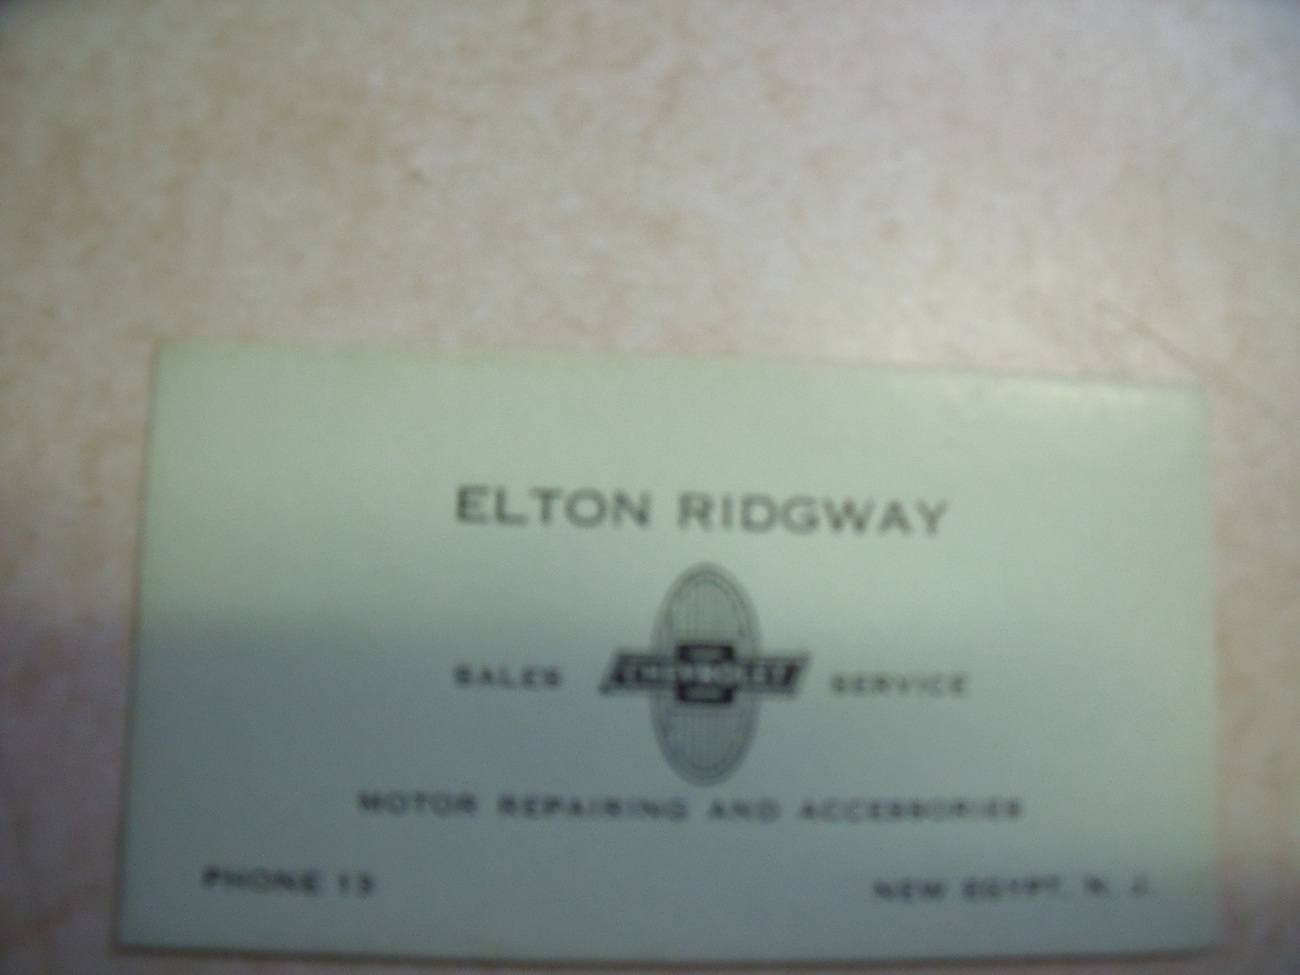 ELTON RIDGWAY
SALES CHEVROLET SERVICE
MOTOR REPAIRING AND ACCESSORIES
PHONE 13 NEW EGYPT, N. J.